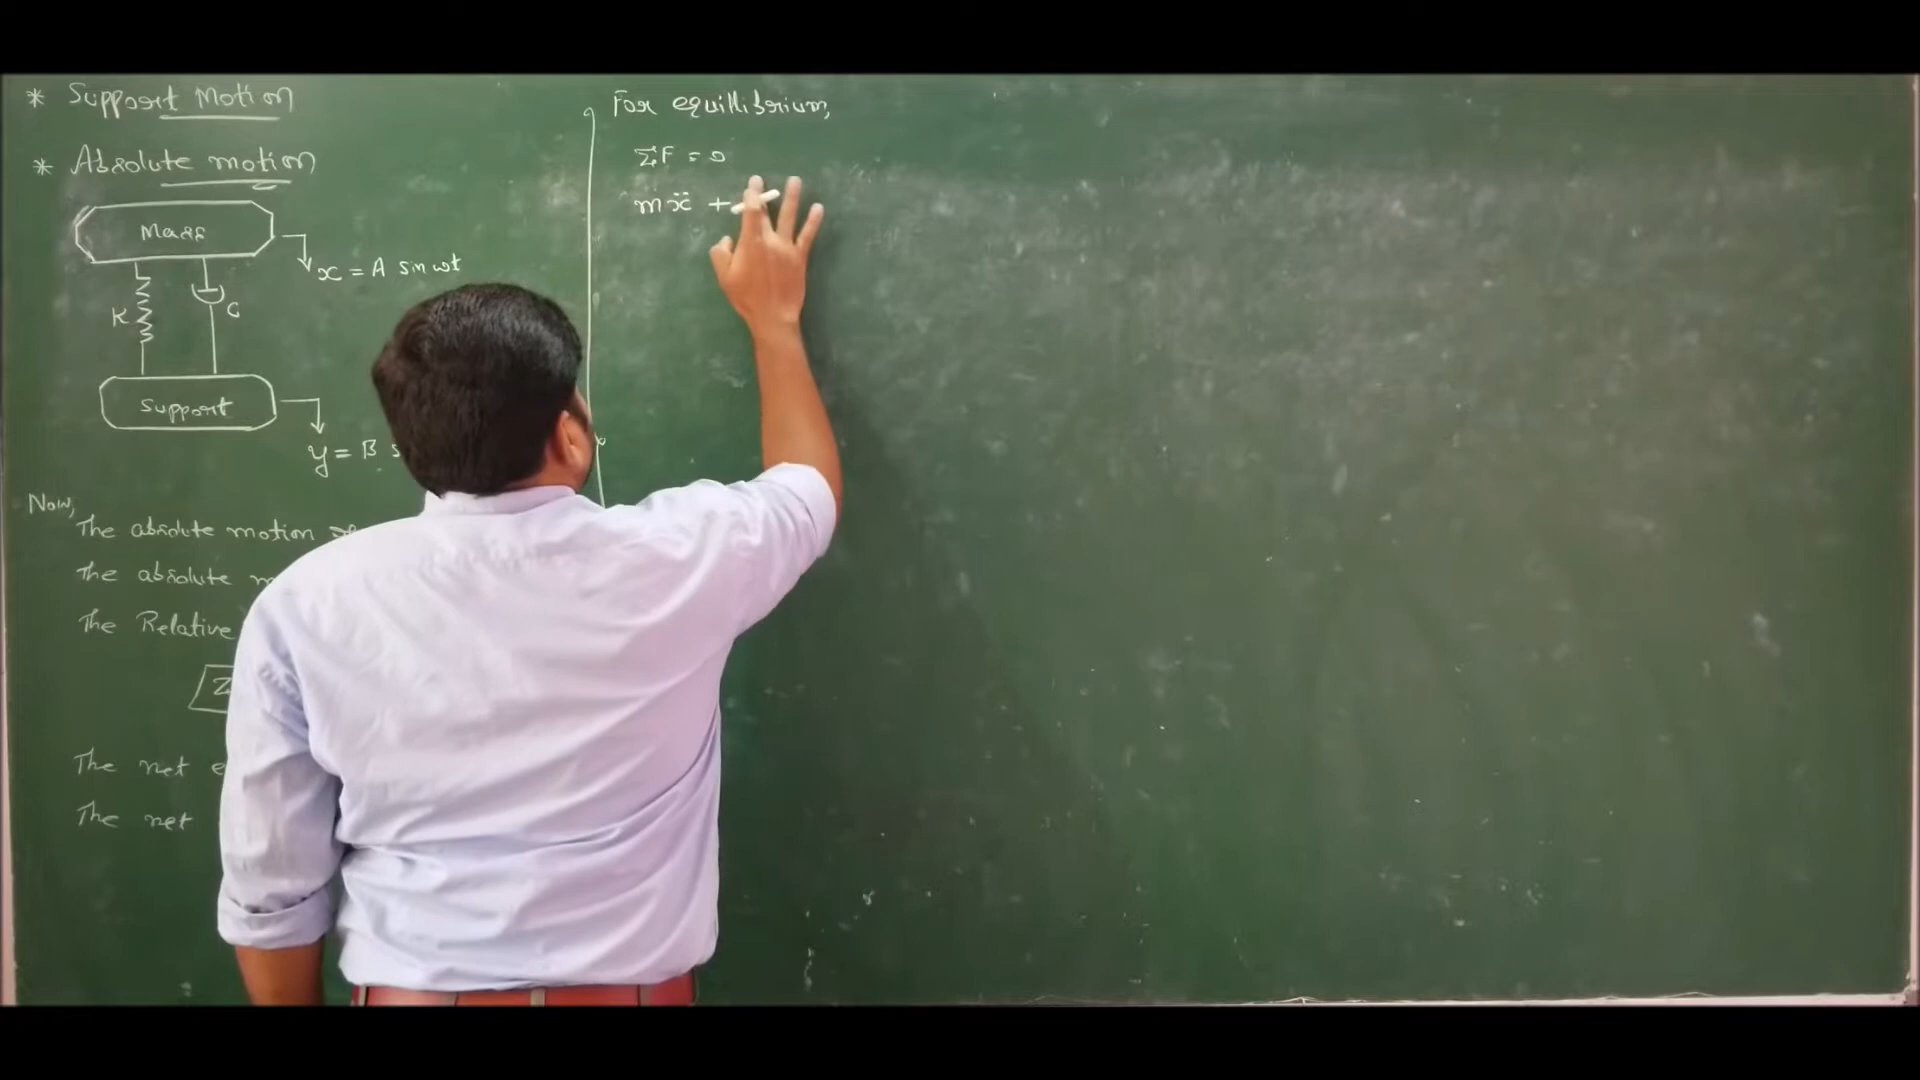 * Support Motion
* Absolute motion
Mass
x = A sin wt
K
C
Support
y = B s
Now,
The absolute motion
The absolute m
The Relative
Z
The net e
The net
For equillibrium,
ΣF = 0
mẍ +